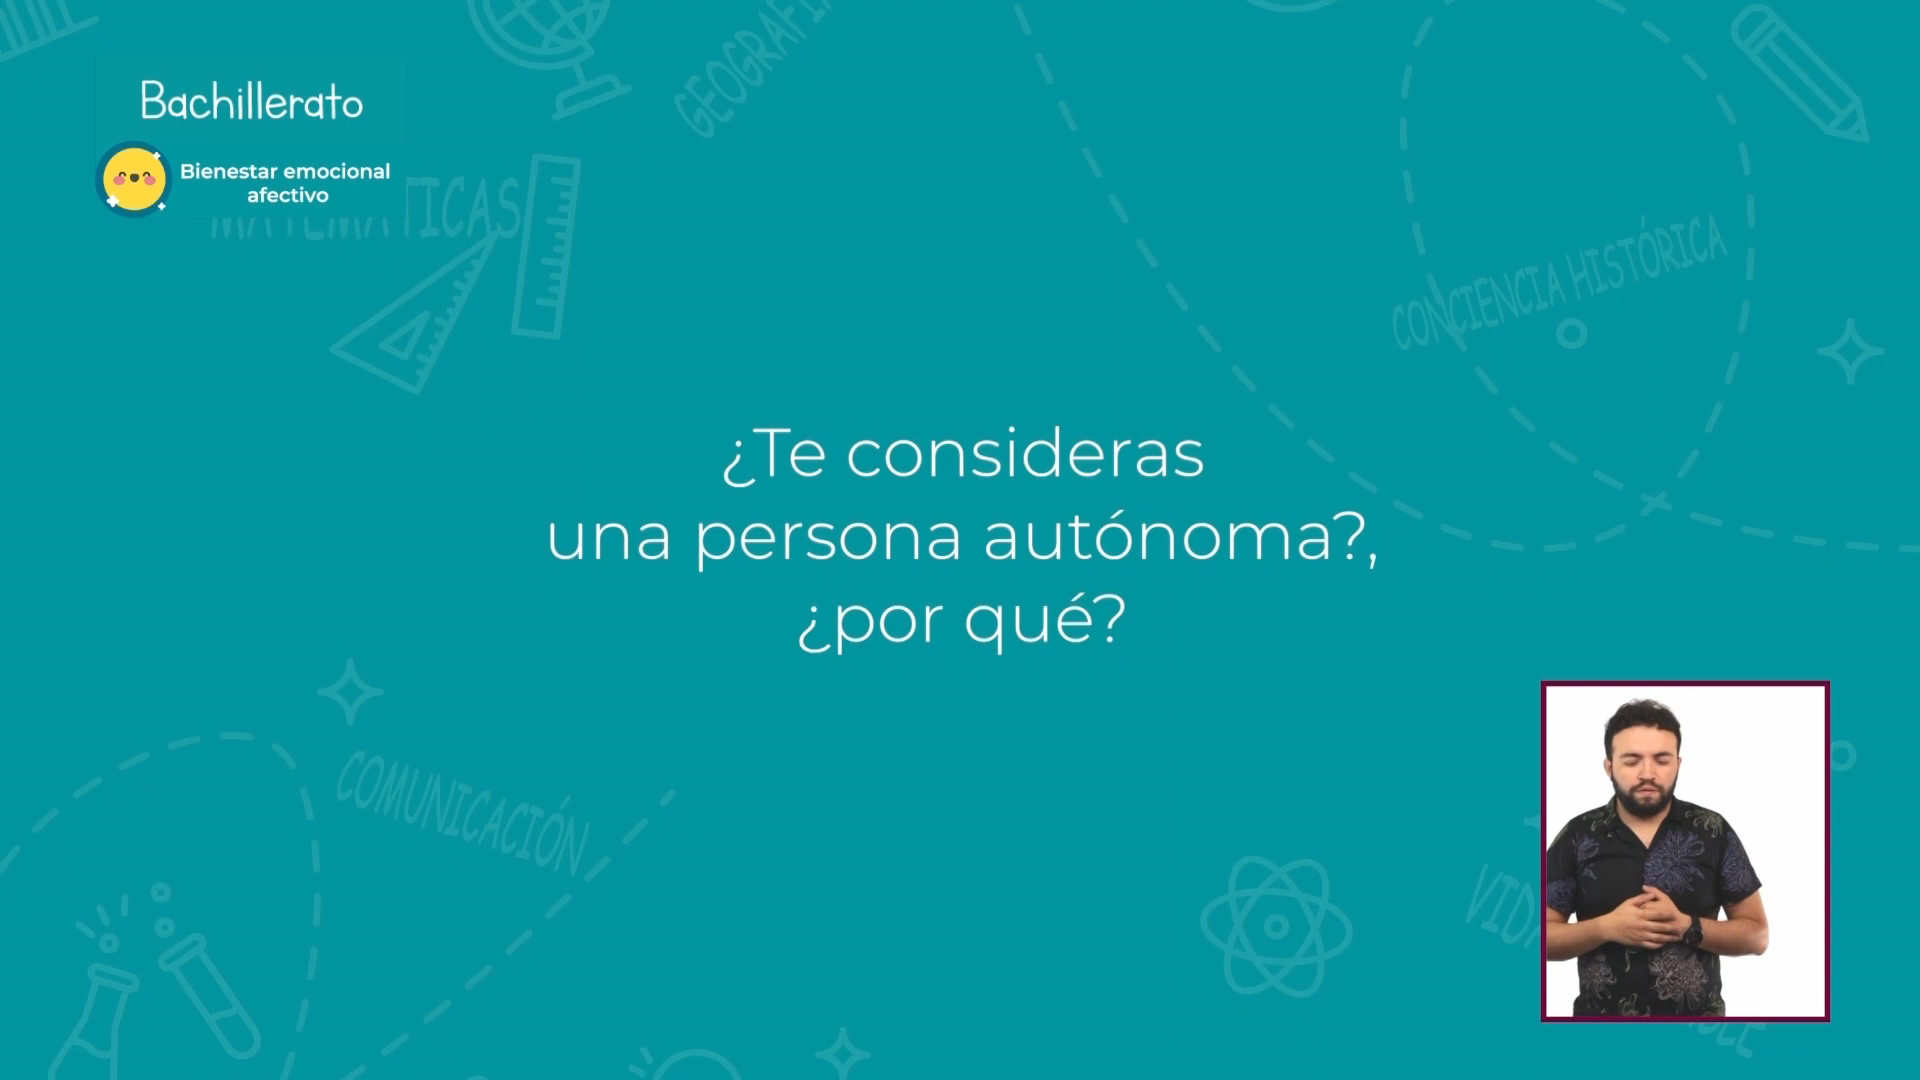 GEOGRAFÍA
Bachillerato
Bienestar emocional
afectivo
MATEMÁTICAS
CONCIENCIA HISTÓRICA
¿Te consideras
una persona autónoma?,
¿por qué?
COMUNICACIÓN